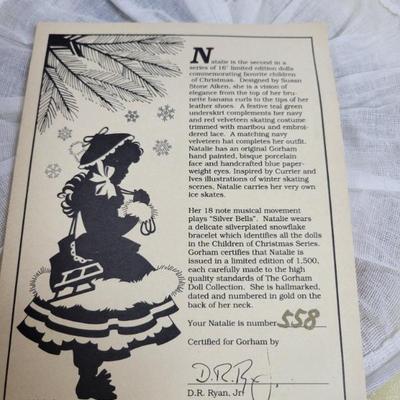 Natalie is the second in a
series of 16" limited edition dolls
commemorating favorite children
of Christmas. Designed by Susan
Stone Aiken, she is a vision of
elegance from the top of her bru-
nette banana curls to the tips of her
leather shoes. A festive teal green
underskirt complements her navy
and red velveteen skating costume
trimmed with maribou and embroi-
dered lace. A matching navy
velveteen hat completes her outfit.
Natalie has an original Gorham
hand painted, bisque porcelain
face and handcrafted blue paper-
weight eyes. Inspired by Currier and
Ives illustrations of winter skating
scenes, Natalie carries her very own
ice skates.
Her 18 note musical movement
plays "Silver Bells". Natalie wears
a delicate silverplated snowflake
bracelet which identifies all the dolls
in the Children of Christmas Series.
Gorham certifies that Natalie is
issued in a limited edition of 1,500,
each carefully made to the high
quality standards of The Gorham
Doll Collection. She is hallmarked,
dated and numbered in gold on the
back of her neck.
Your Natalie is number 558
Certified for Gorham by
D.R. Ryan, Jr.
D.R. Ryan, Jr